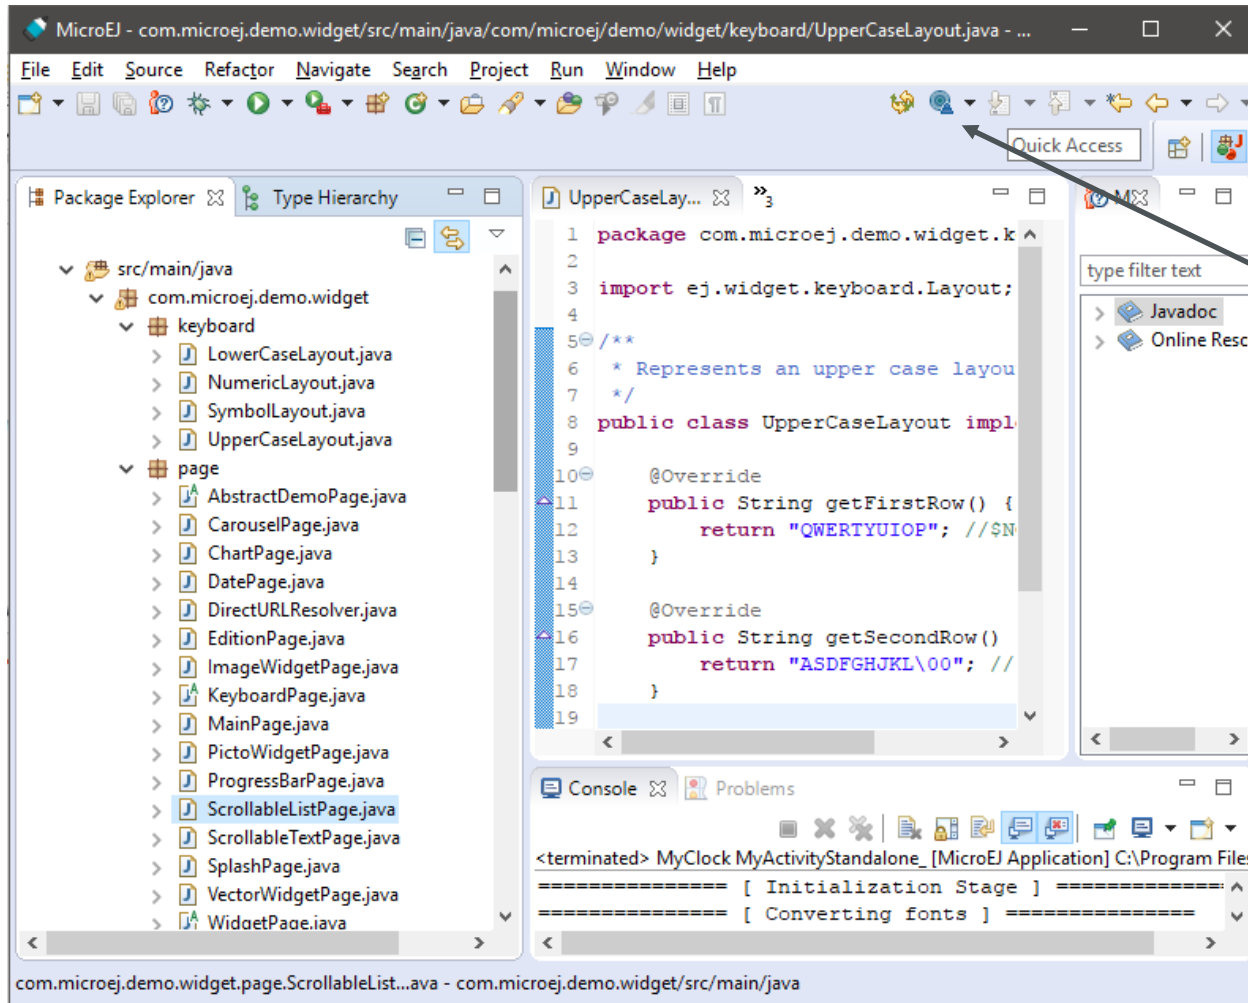 MicroEJ - com.microej.demo.widget/src/main/java/com/microej/demo/widget/keyboard/UpperCaseLayout.java - ...
File Edit Source Refactor Navigate Search Project Run Window Help
Quick Access
Package Explorer Type Hierarchy
src/main/java
com.microej.demo.widget
keyboard
LowerCaseLayout.java
NumericLayout.java
SymbolLayout.java
UpperCaseLayout.java
page
AbstractDemoPage.java
CarouselPage.java
ChartPage.java
DatePage.java
DirectURLResolver.java
EditionPage.java
ImageWidgetPage.java
KeyboardPage.java
MainPage.java
PictoWidgetPage.java
ProgressBarPage.java
ScrollableListPage.java
ScrollableTextPage.java
SplashPage.java
VectorWidgetPage.java
WidgetPage.java
UpperCaseLay... »3
1 package com.microej.demo.widget.k
2
3 import ej.widget.keyboard.Layout;
4
5 /**
6 * Represents an upper case layou
7 */
8 public class UpperCaseLayout impl
9
10 @Override
11 public String getFirstRow() {
12 return "QWERTYUIOP"; //$N
13 }
14
15 @Override
16 public String getSecondRow()
17 return "ASDFGHJKL\00"; //
18 }
19
M
type filter text
Javadoc
Online Resc
Console Problems
<terminated> MyClock MyActivityStandalone_ [MicroEJ Application] C:\Program Files
=============== [ Initialization Stage ] =============
=============== [ Converting fonts ] ===============
com.microej.demo.widget.page.ScrollableList...ava - com.microej.demo.widget/src/main/java